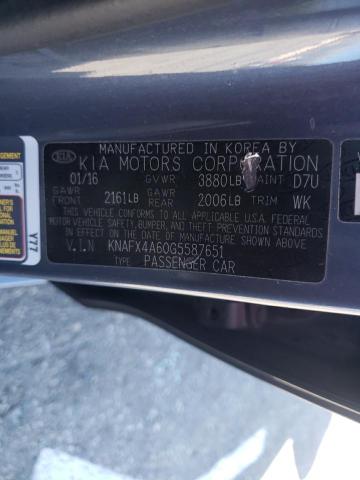 MANUFACTURED IN KOREA BY
KIA KIA MOTORS CORPORATION
01/16 GVWR 3880LB PAINT D7U
GAWR FRONT 2161LB GAWR REAR 2006LB TRIM WK
THIS VEHICLE CONFORMS TO ALL APPLICABLE U.S.A. FEDERAL
MOTOR VEHICLE SAFETY, BUMPER, AND THEFT PREVENTION
STANDARDS IN EFFECT ON THE DATE OF MANUFACTURE SHOWN ABOVE.
V.I.N KNAFX4A60G5587651
TYPE: PASSENGER CAR
Y77